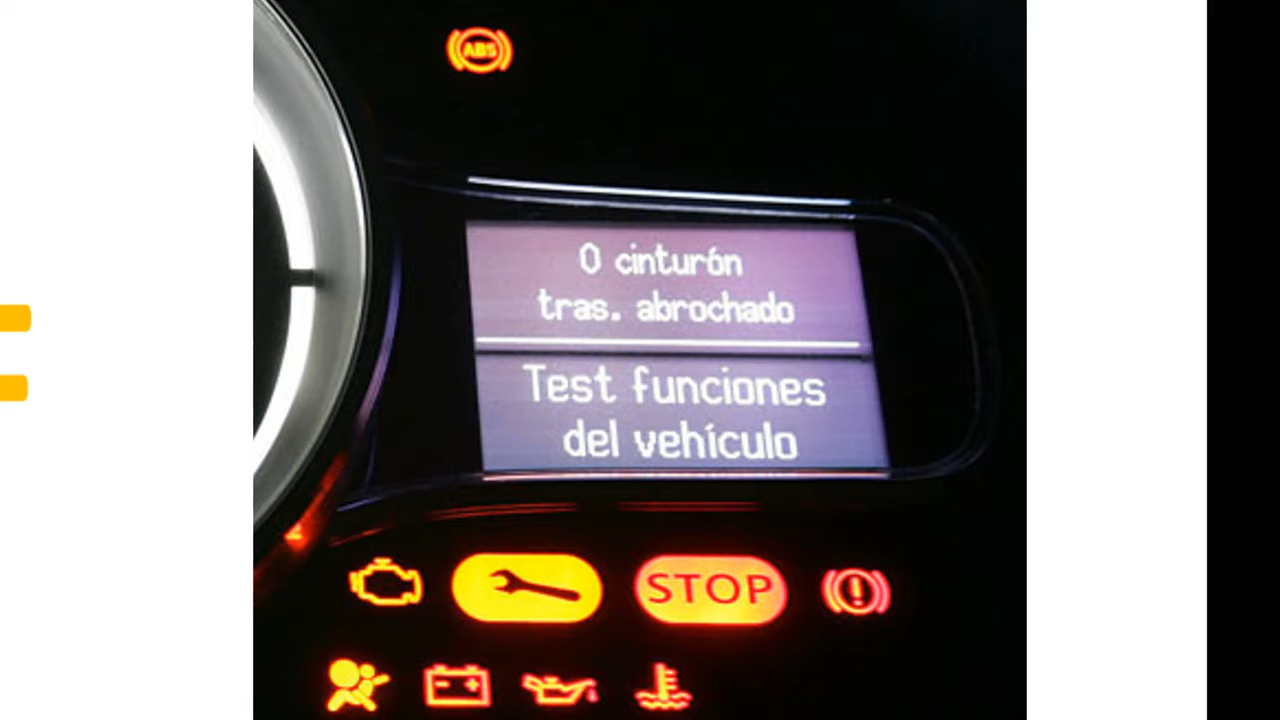 ABS
0 cinturón
tras. abrochado
Test funciones
del vehículo
STOP